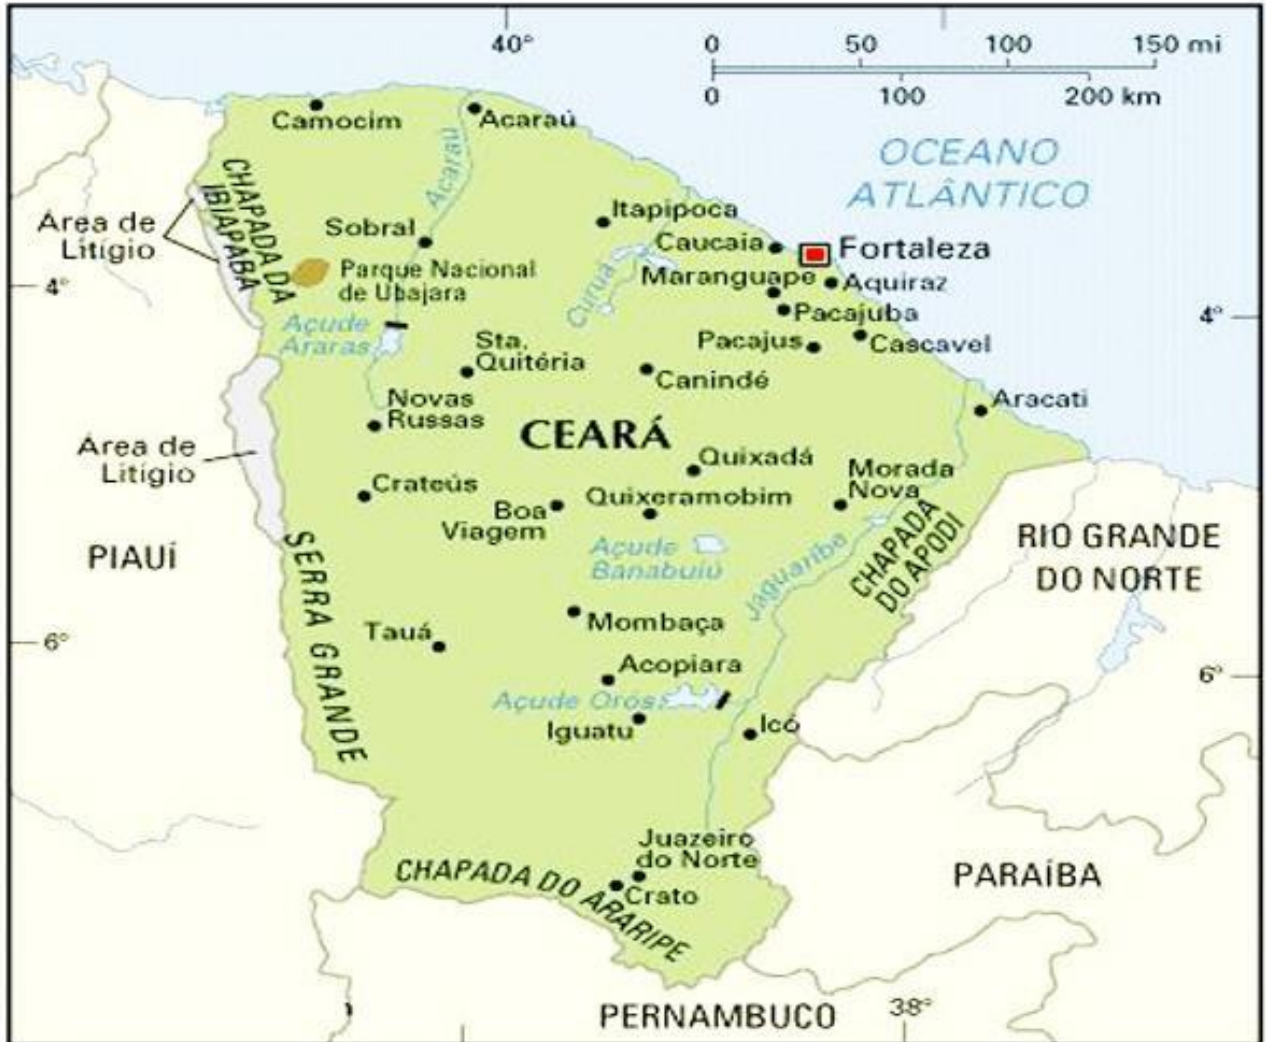 40°
0 50 100 150 mi
0 100 200 km
OCEANO
ATLÂNTICO
Camocim
Acaraú
Acaraú
CHAPADA DA
IBIAPABA
Área de
Litígio
Itapipoca
Sobral
Caucaia
Fortaleza
Parque Nacional
de Ubajara
Curuá
Maranguape
Aquiraz
4°
Pacajuba
4°
Açude
Araras
Sta.
Quitéria
Pacajus
Cascavel
Canindé
Novas
Russas
Aracati
CEARÁ
Área de
Litígio
Quixadá
Crateús
Morada
Nova
Boa
Viagem
Quixeramobim
PIAUÍ
Açude
Banabuiú
Jaguaribe
CHAPADA
DO APODI
RIO GRANDE
DO NORTE
SERRA GRANDE
Mombaça
Tauá
6°
Acopiara
6°
Açude Orós
Iguatu
Icó
Juazeiro
do Norte
Crato
CHAPADA DO ARARIPE
PARAÍBA
PERNAMBUCO
38°